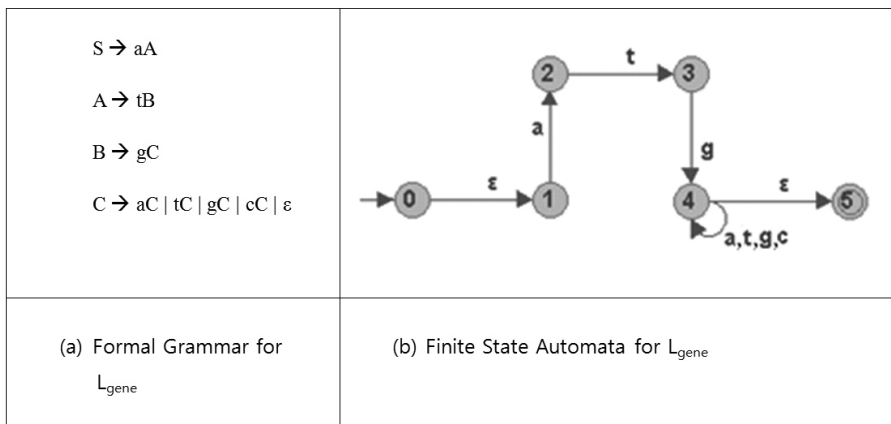 S → aA
A → tB
B → gC
C → aC | tC | gC | cC | ε
0
ε
1
a
2
t
3
g
4
a,t,g,c
ε
5
(a) Formal Grammar for
Lgene
(b) Finite State Automata for Lgene